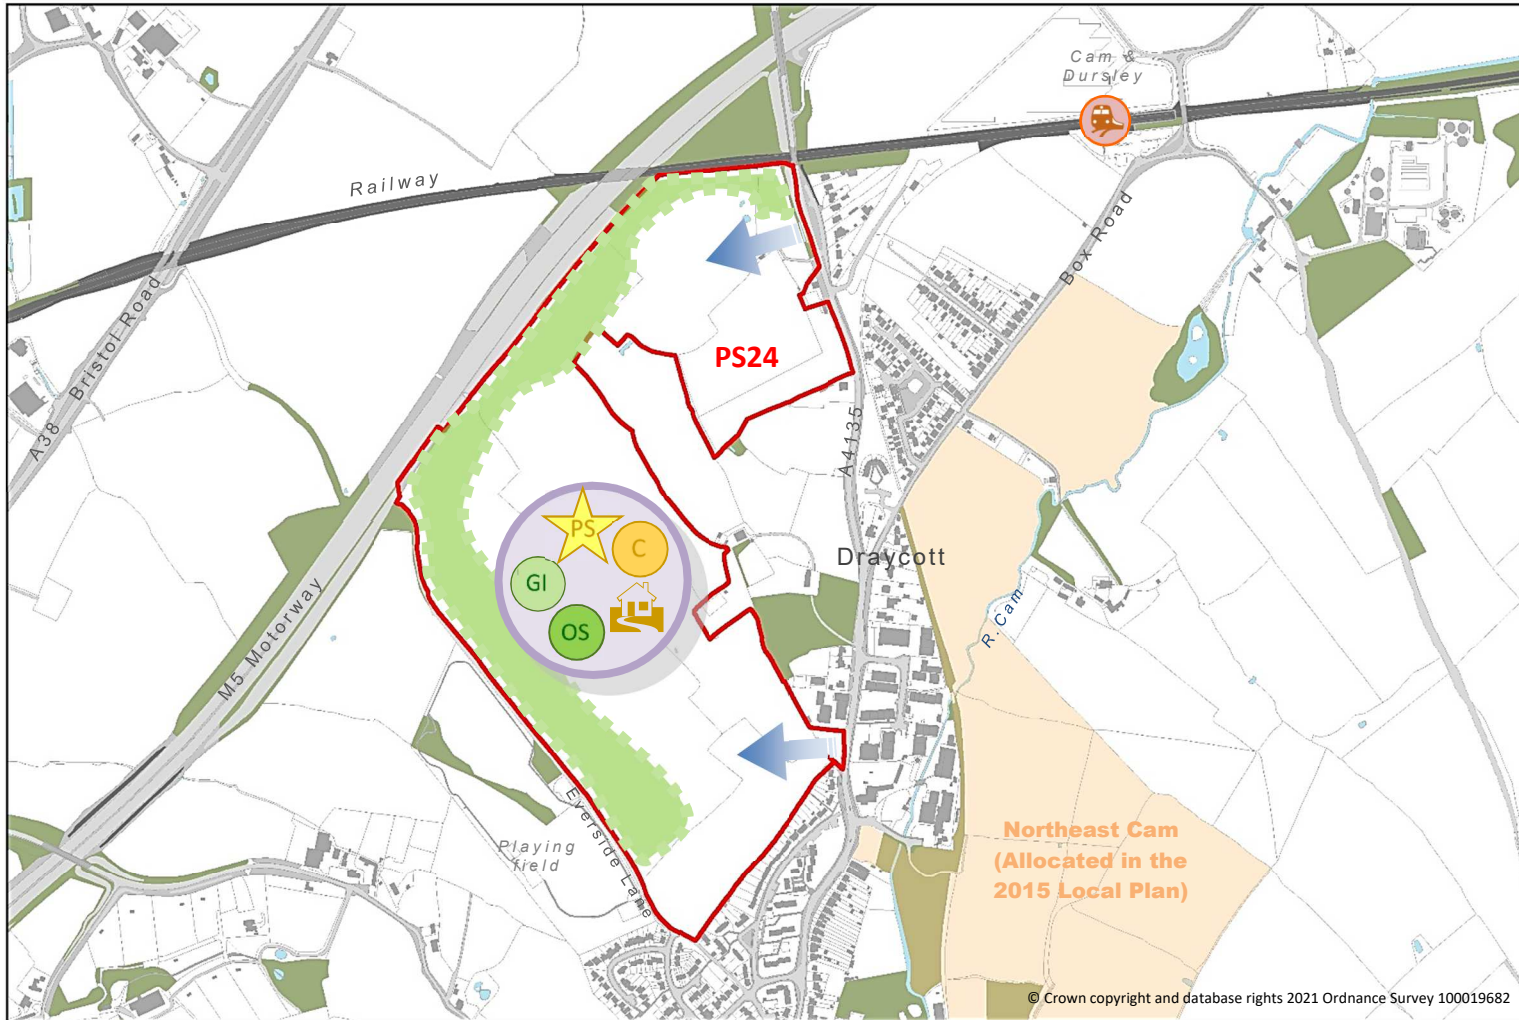 Cam &
Dursley
Railway
A38 Bristol Road
Box Road
PS24
A4135
PS
C
GI
OS
Draycott
R. Cam
M5 Motorway
Everside Lane
Playing
field
Northeast Cam
(Allocated in the
2015 Local Plan)
© Crown copyright and database rights 2021 Ordnance Survey 100019682